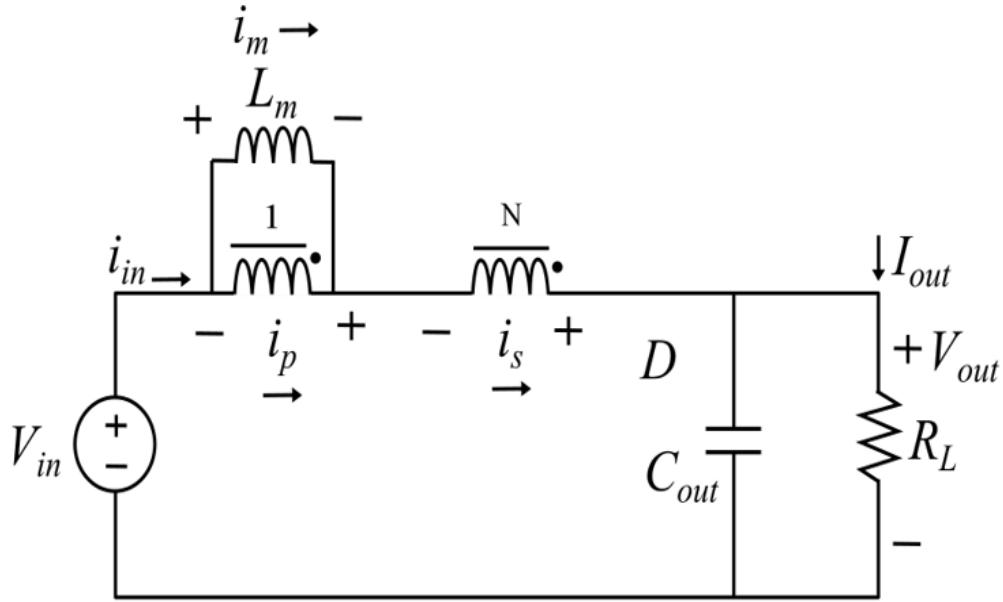 i_m →
L_m
+ −
1 N
i_in →
I_out
− i_p + − i_s +
→ →
D
+ V_out
V_in
+
−
C_out
R_L
−